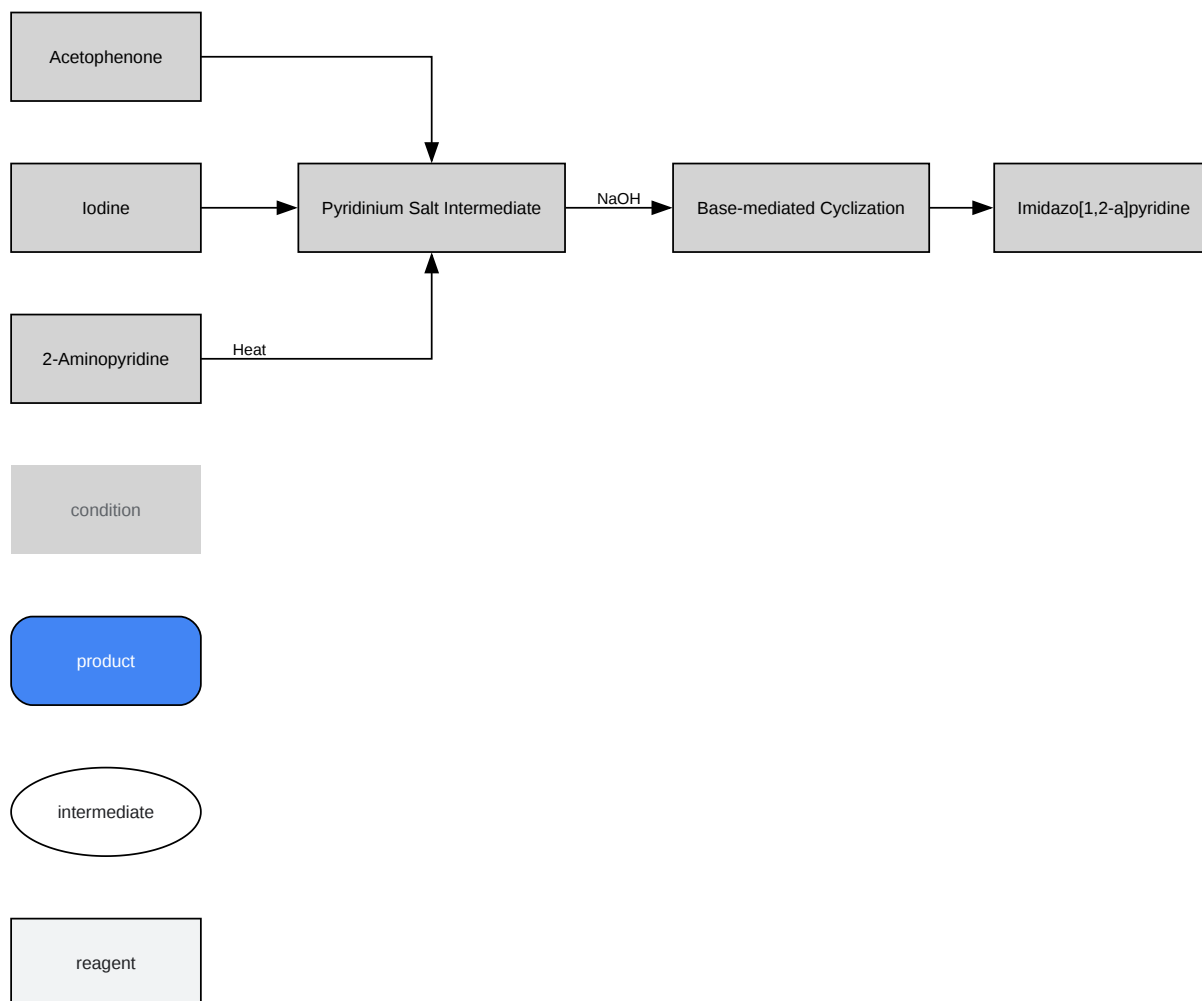 Acetophenone
Iodine
Pyridinium Salt Intermediate
NaOH
Base-mediated Cyclization
Imidazo[1,2-a]pyridine
2-Aminopyridine
Heat
condition
product
intermediate
reagent